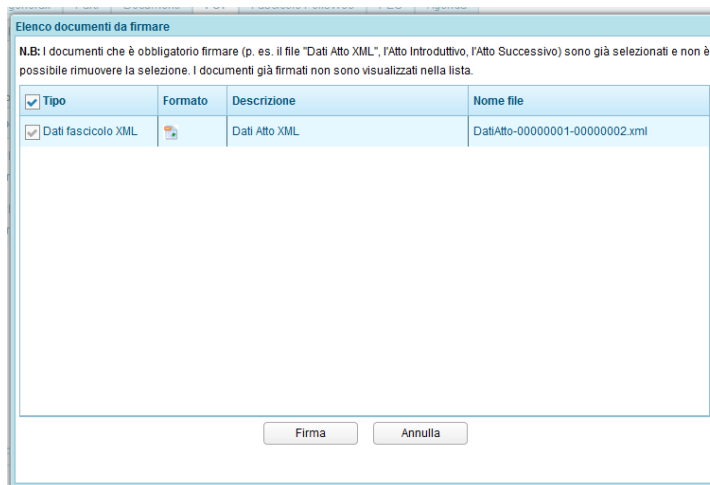 Elenco documenti da firmare
N.B: I documenti che è obbligatorio firmare (p. es. il file "Dati Atto XML", l'Atto Introduttivo, l'Atto Successivo) sono già selezionati e non è
possibile rimuovere la selezione. I documenti già firmati non sono visualizzati nella lista.
Tipo Formato Descrizione Nome file
Dati fascicolo XML Dati Atto XML DatiAtto-00000001-00000002.xml
Firma Annulla